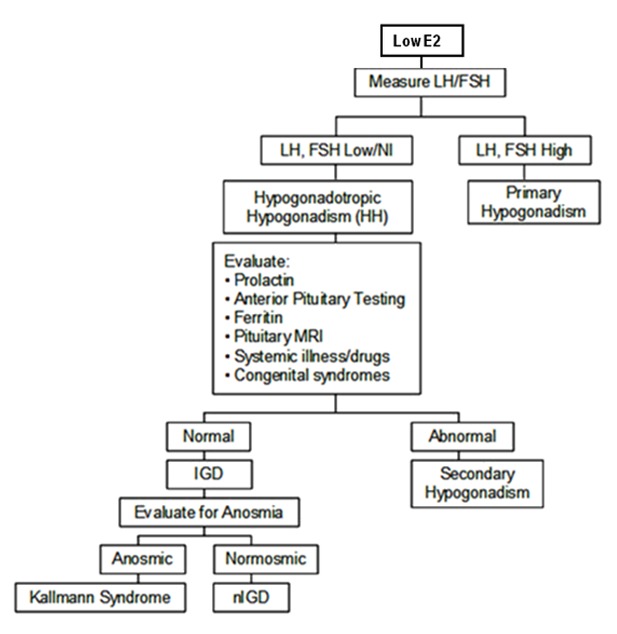 Low E2
Measure LH/FSH
LH, FSH Low/Nl
LH, FSH High
Hypogonadotropic
Hypogonadism (HH)
Primary
Hypogonadism
Evaluate:
• Prolactin
• Anterior Pituitary Testing
• Ferritin
• Pituitary MRI
• Systemic illness/drugs
• Congenital syndromes
Normal
Abnormal
IGD
Secondary
Hypogonadism
Evaluate for Anosmia
Anosmic
Normosmic
Kallmann Syndrome
nIGD